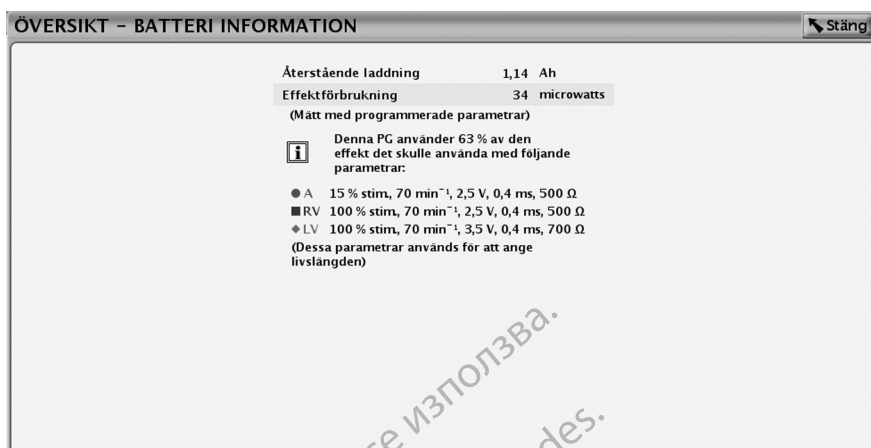 ÖVERSIKT – BATTERI INFORMATION
Stäng
Återstående laddning 1,14 Ah
Effektförbrukning 34 microwatts
(Mätt med programmerade parametrar)
i Denna PG använder 63 % av den
effekt det skulle använda med följande
parametrar:
A 15 % stim., 70 min⁻¹, 2,5 V, 0,4 ms, 500 Ω
RV 100 % stim., 70 min⁻¹, 2,5 V, 0,4 ms, 500 Ω
LV 100 % stim., 70 min⁻¹, 3,5 V, 0,4 ms, 700 Ω
(Dessa parametrar används för att ange
livslängden)
се използва.